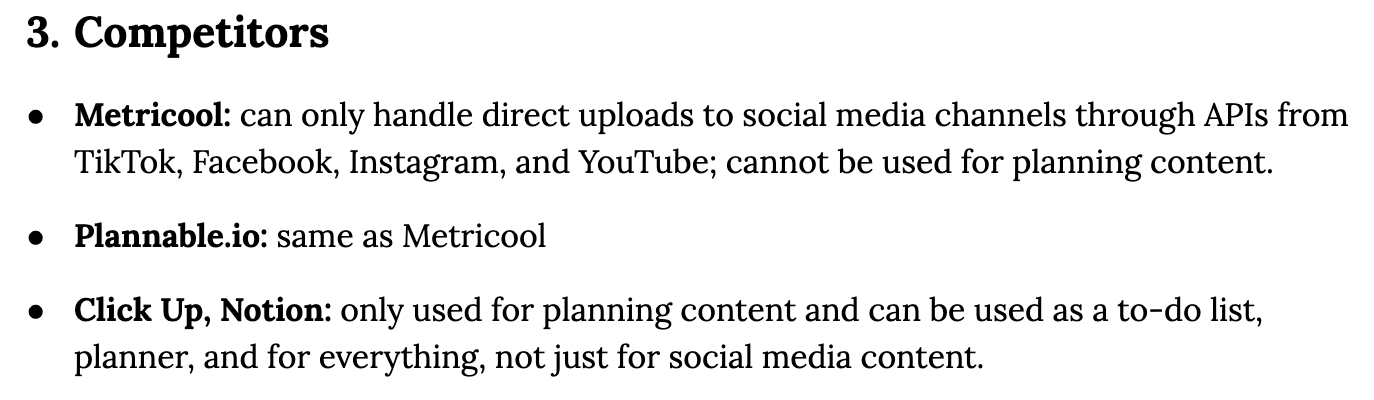 3. Competitors
● Metricool: can only handle direct uploads to social media channels through APIs from
TikTok, Facebook, Instagram, and YouTube; cannot be used for planning content.
● Plannable.io: same as Metricool
● Click Up, Notion: only used for planning content and can be used as a to-do list,
planner, and for everything, not just for social media content.